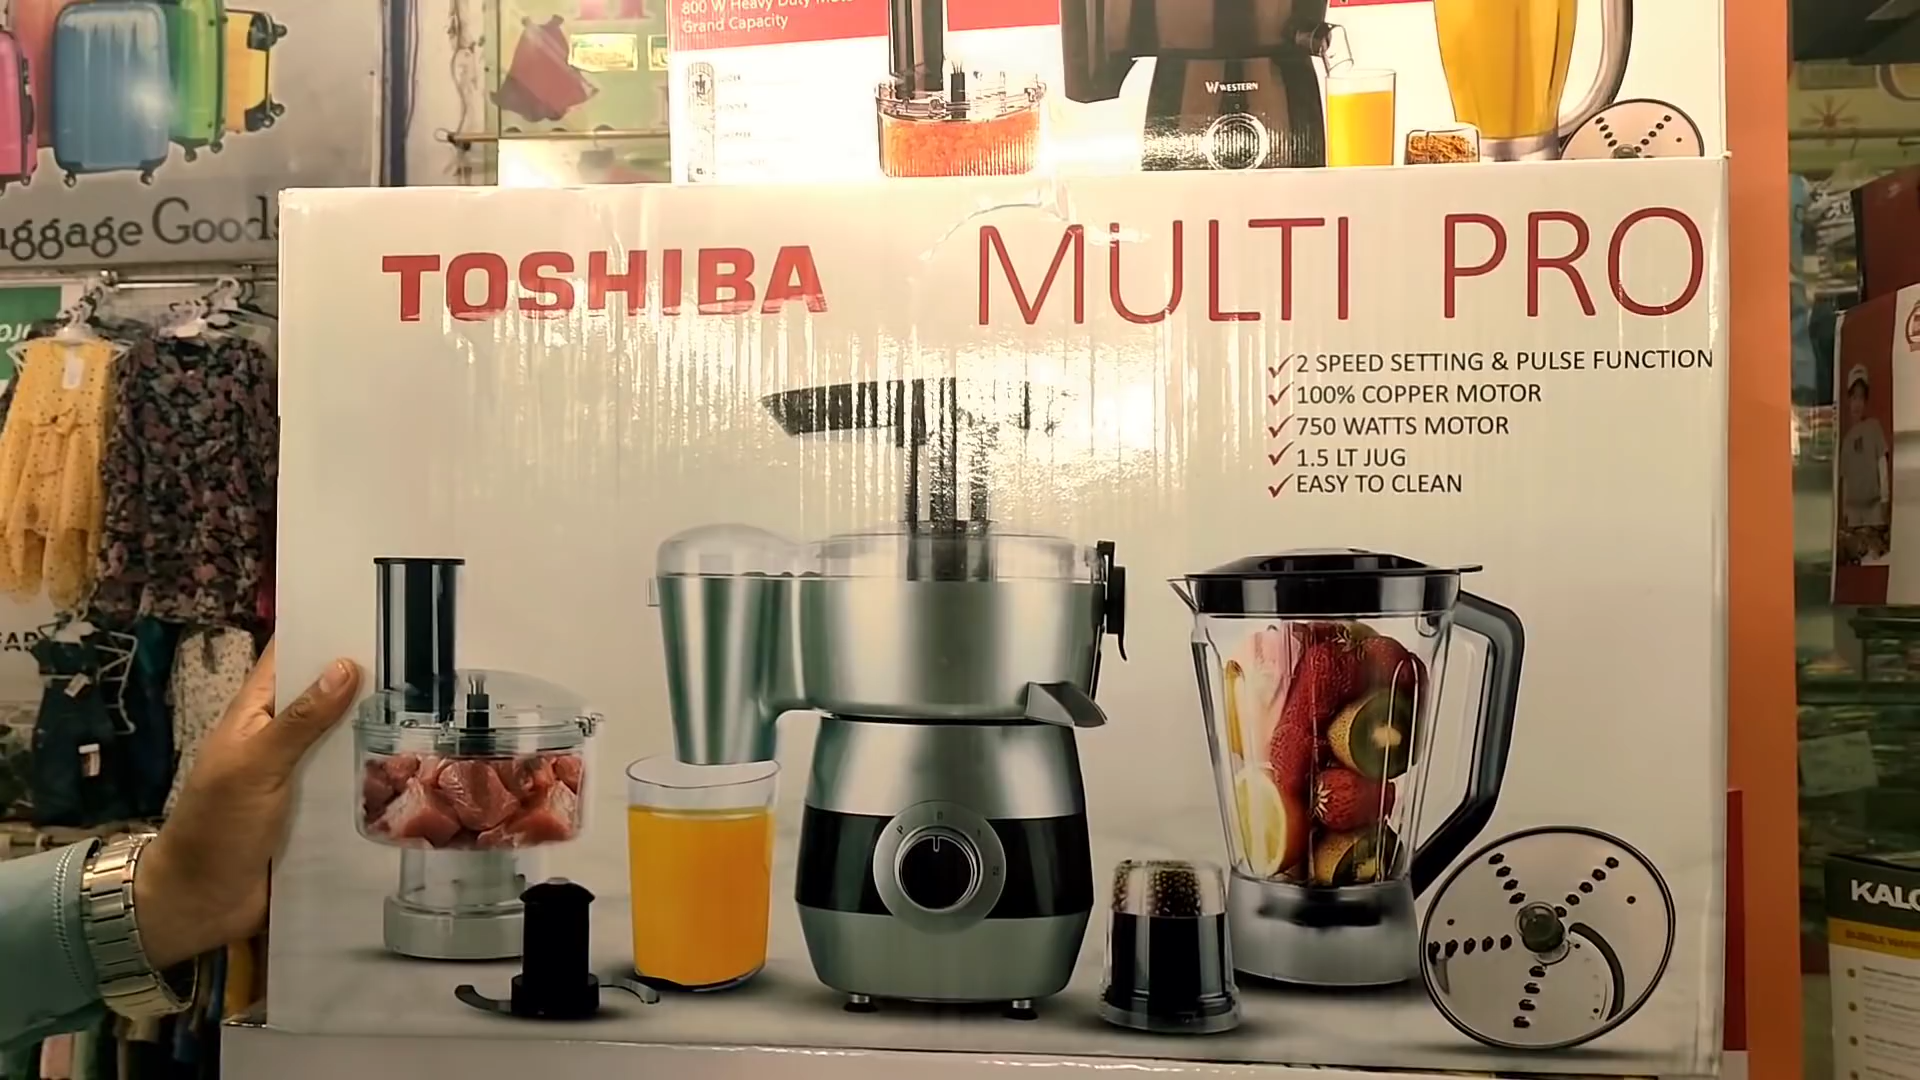 800 W Heavy Duty
Grand Capacity
WESTERN
uggage Goods
TOSHIBA MULTI PRO
2 SPEED SETTING & PULSE FUNCTION
100% COPPER MOTOR
750 WATTS MOTOR
1.5 LT JUG
EASY TO CLEAN
KALO